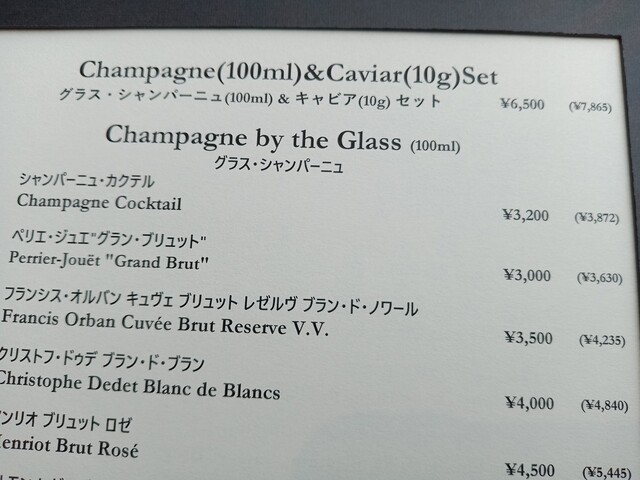 Champagne(100ml)&Caviar(10g)Set
グラス・シャンパーニュ(100ml) & キャビア(10g) セット ¥6,500 (¥7,865)
Champagne by the Glass (100ml)
グラス・シャンパーニュ
シャンパーニュ・カクテル
Champagne Cocktail ¥3,200 (¥3,872)
ペリエ・ジュエ"グラン・ブリュット"
Perrier-Jouët "Grand Brut" ¥3,000 (¥3,630)
フランシス・オルバン キュヴェ ブリュット レゼルヴ ブラン・ド・ノワール
Francis Orban Cuvée Brut Reserve V.V. ¥3,500 (¥4,235)
クリストフ・ドゥデ ブラン・ド・ブラン
Christophe Dedet Blanc de Blancs ¥4,000 (¥4,840)
ンリオ ブリュット ロゼ
enriot Brut Rosé ¥4,500 (¥5,445)